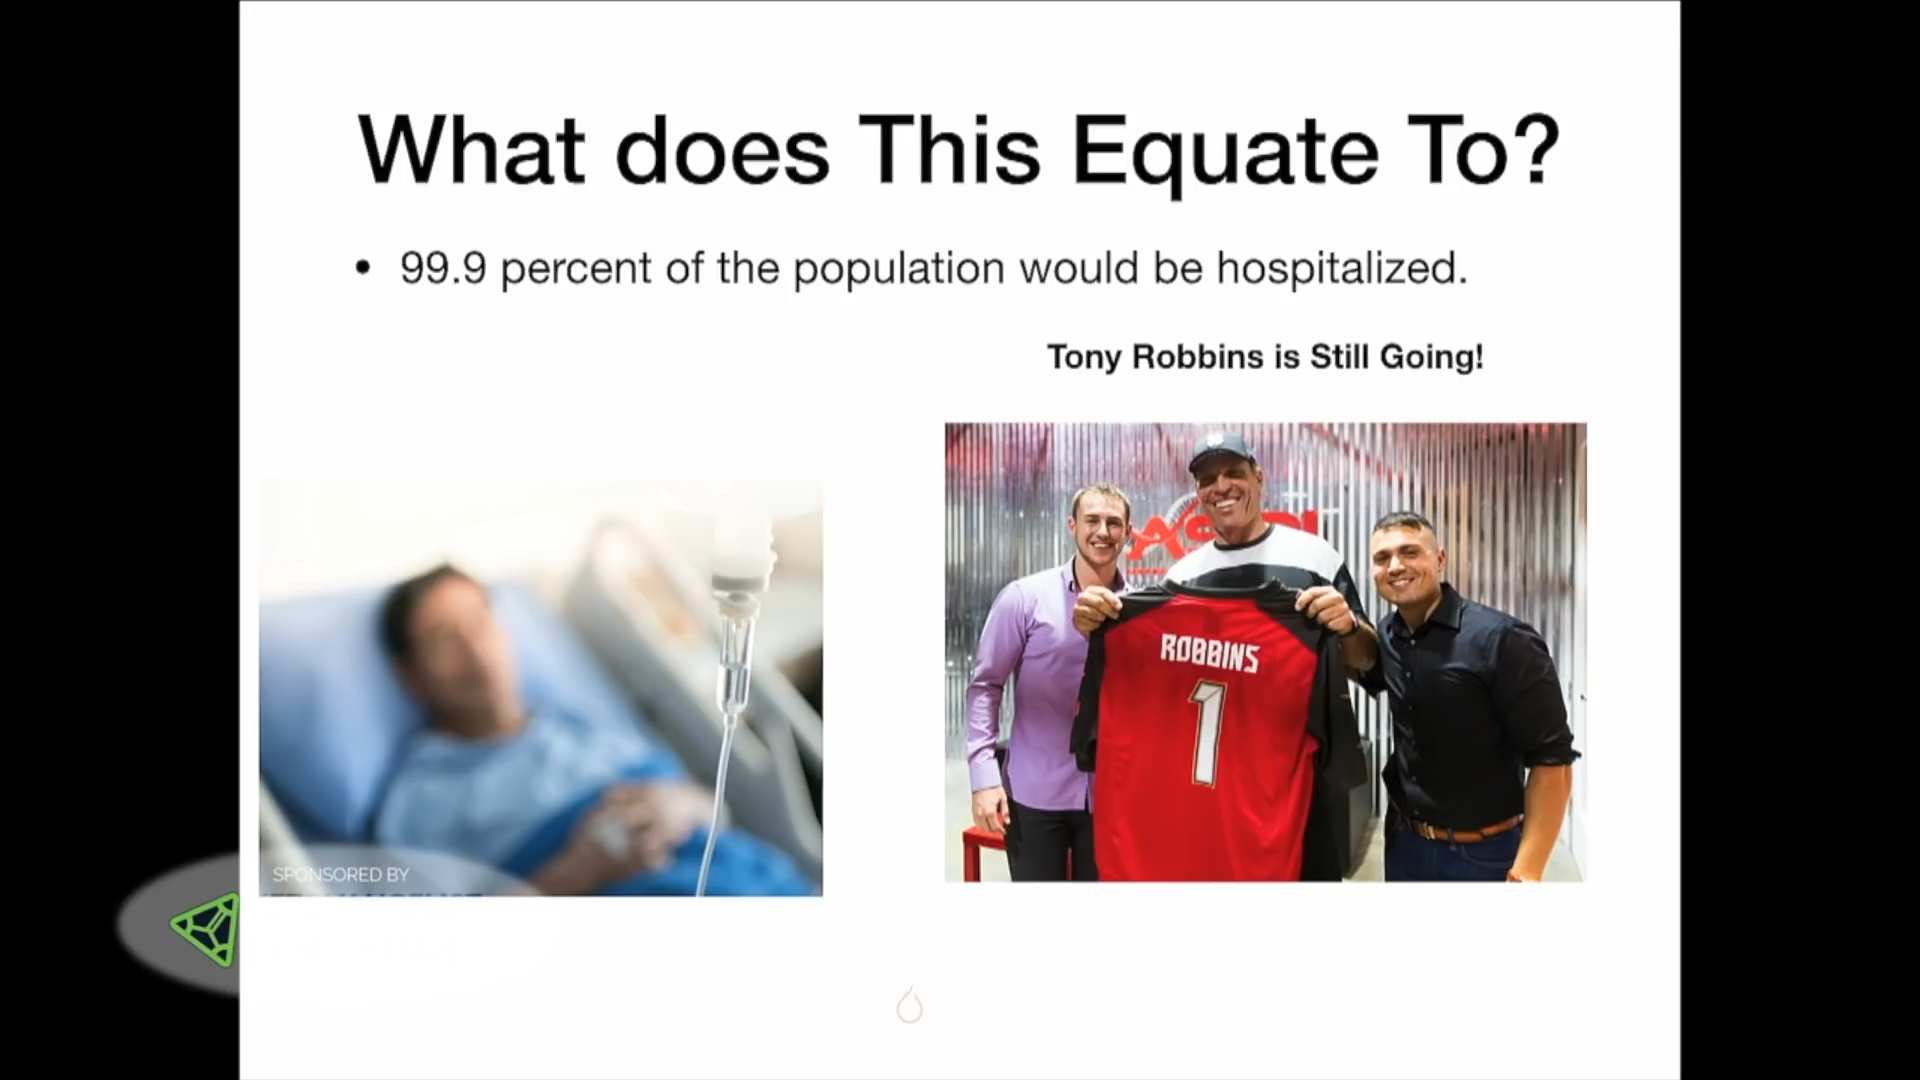 What does This Equate To?
• 99.9 percent of the population would be hospitalized.
Tony Robbins is Still Going!
ROBBINS
1
SPONSORED BY